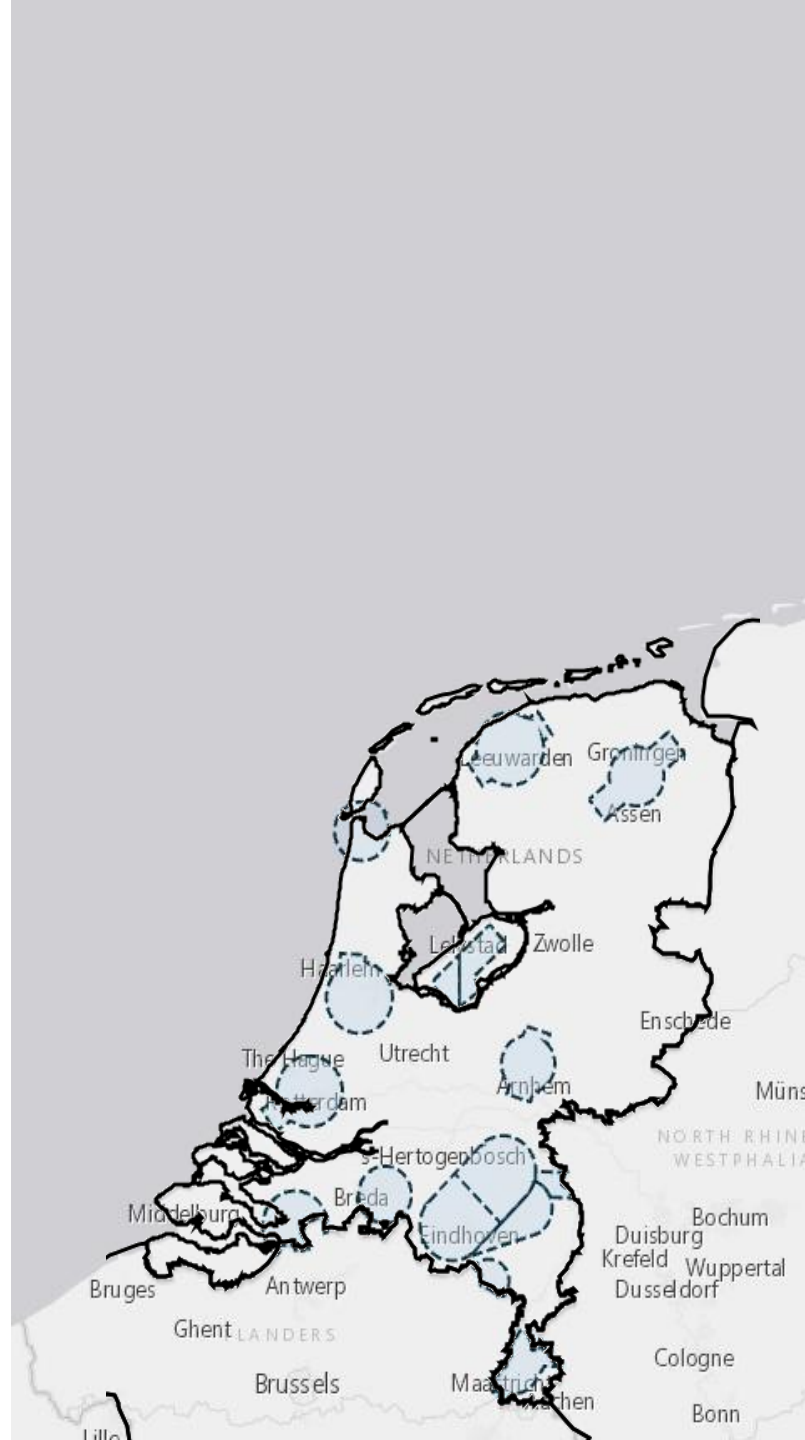 Leeuwarden
Groningen
Assen
NETHERLANDS
Lelystad
Zwolle
Haarlem
Enschede
Utrecht
The Hague
Arnhem
Rotterdam
Müns
NORTH RHIN
WESTPHALIA
s-Hertogenbosch
Breda
Middelburg
Bochum
Eindhoven
Duisburg
Krefeld
Wuppertal
Bruges
Antwerp
Dusseldorf
Ghent
FLANDERS
Cologne
Brussels
Maastricht
Aachen
Bonn
Lille